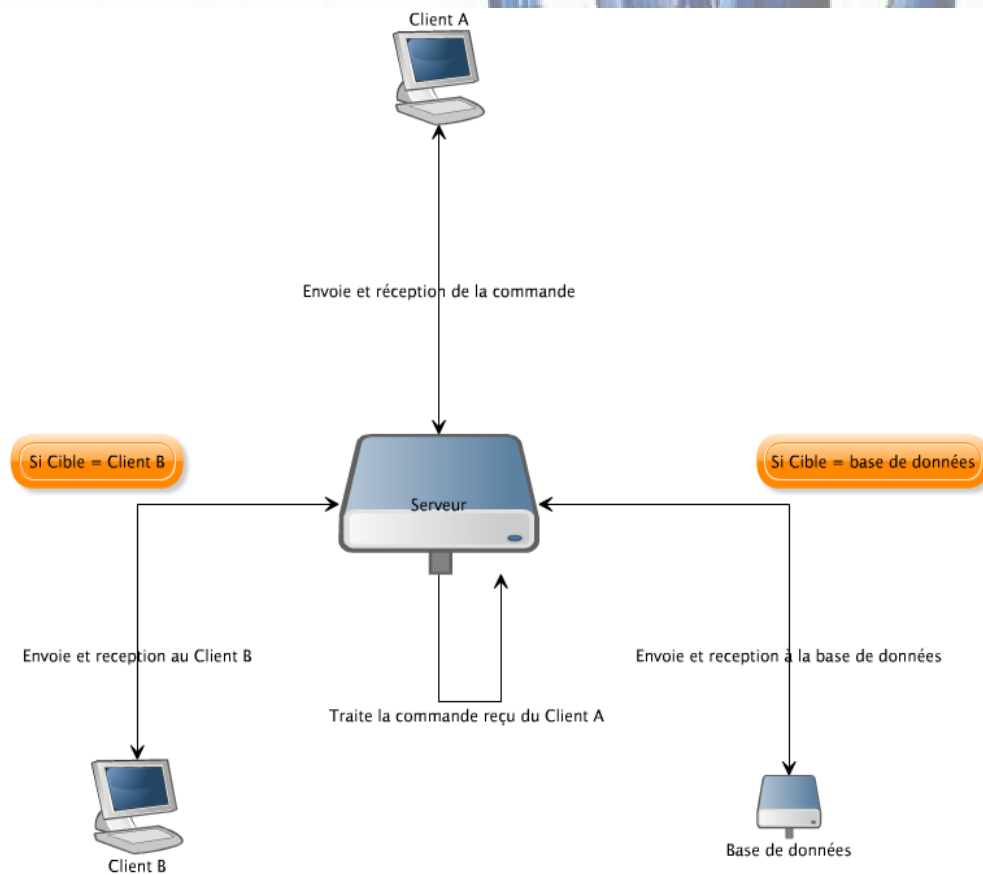 Client A
Envoie et réception de la commande
Si Cible = Client B
Si Cible = base de données
Serveur
Envoie et reception au Client B
Envoie et reception à la base de données
Traite la commande reçu du Client A
Client B
Base de données